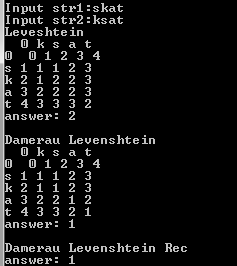 Input str1:skat
Input str2:ksat
Leveshtein
0 k s a t
0 0 1 2 3 4
s 1 1 1 2 3
k 2 1 2 2 3
a 3 2 2 2 3
t 4 3 3 3 2
answer: 2
Damerau Levenshtein
0 k s a t
0 0 1 2 3 4
s 1 1 1 2 3
k 2 1 1 2 3
a 3 2 2 1 2
t 4 3 3 2 1
answer: 1
Damerau Levenshtein Rec
answer: 1